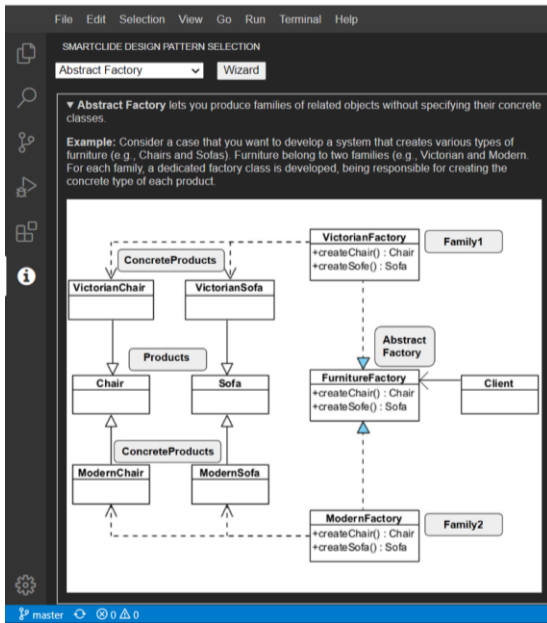 File Edit Selection View Go Run Terminal Help
SMARTCLIDE DESIGN PATTERN SELECTION
Abstract Factory Wizard
▼ Abstract Factory lets you produce families of related objects without specifying their concrete
classes.
Example: Consider a case that you want to develop a system that creates various types of
furniture (e.g., Chairs and Sofas). Furniture belong to two families (e.g., Victorian and Modern.
For each family, a dedicated factory class is developed, being responsible for creating the
concrete type of each product.
VictorianFactory
+createChair() : Chair
+createSofe() : Sofa
Family1
ConcreteProducts
VictorianChair
VictorianSofa
Abstract
Factory
Products
Chair
Sofa
FurnitureFactory
+createChair() : Chair
+createSofe() : Sofa
Client
ConcreteProducts
ModernChair
ModernSofa
ModernFactory
+createChair() : Chair
+createSofa() : Sofa
Family2
master 0 0